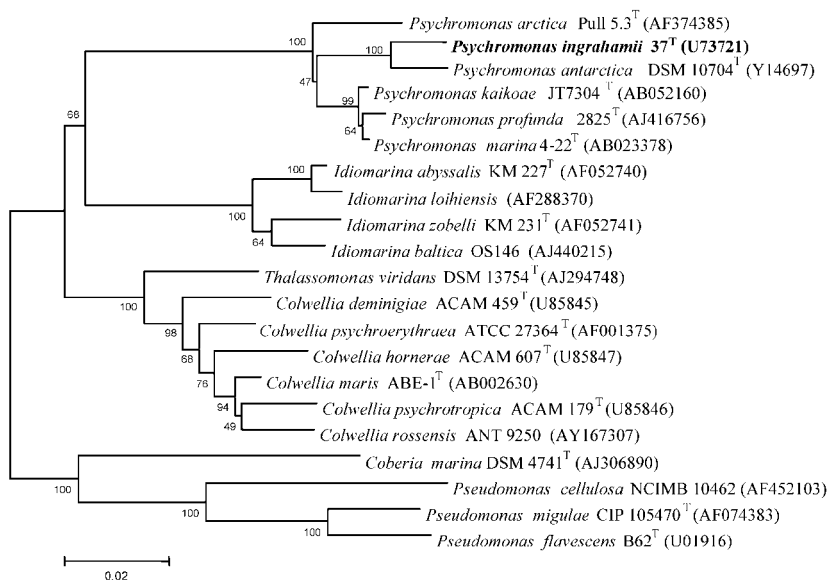 Psychromonas arctica Pull 5.3T (AF374385)
100
Psychromonas ingrahamii 37T (U73721)
100
47
Psychromonas antarctica DSM 10704T (Y14697)
Psychromonas kaikoae JT7304 T (AB052160)
99
68
Psychromonas profunda 2825T (AJ416756)
64
Psychromonas marina 4-22T (AB023378)
Idiomarina abyssalis KM 227T (AF052740)
100
Idiomarina loihiensis (AF288370)
100
Idiomarina zobelli KM 231T (AF052741)
64
Idiomarina baltica OS146 (AJ440215)
Thalassomonas viridans DSM 13754T (AJ294748)
100
Colwellia deminigiae ACAM 459T (U85845)
98
Colwellia psychroerythraea ATCC 27364T (AF001375)
68
Colwellia hornerae ACAM 607T (U85847)
76
Colwellia maris ABE-1T (AB002630)
94
Colwellia psychrotropica ACAM 179T (U85846)
49
Colwellia rossensis ANT 9250 (AY167307)
Coberia marina DSM 4741T (AJ306890)
100
Pseudomonas cellulosa NCIMB 10462 (AF452103)
100
Pseudomonas migulae CIP 105470T (AF074383)
100
Pseudomonas flavescens B62T (U01916)
0.02